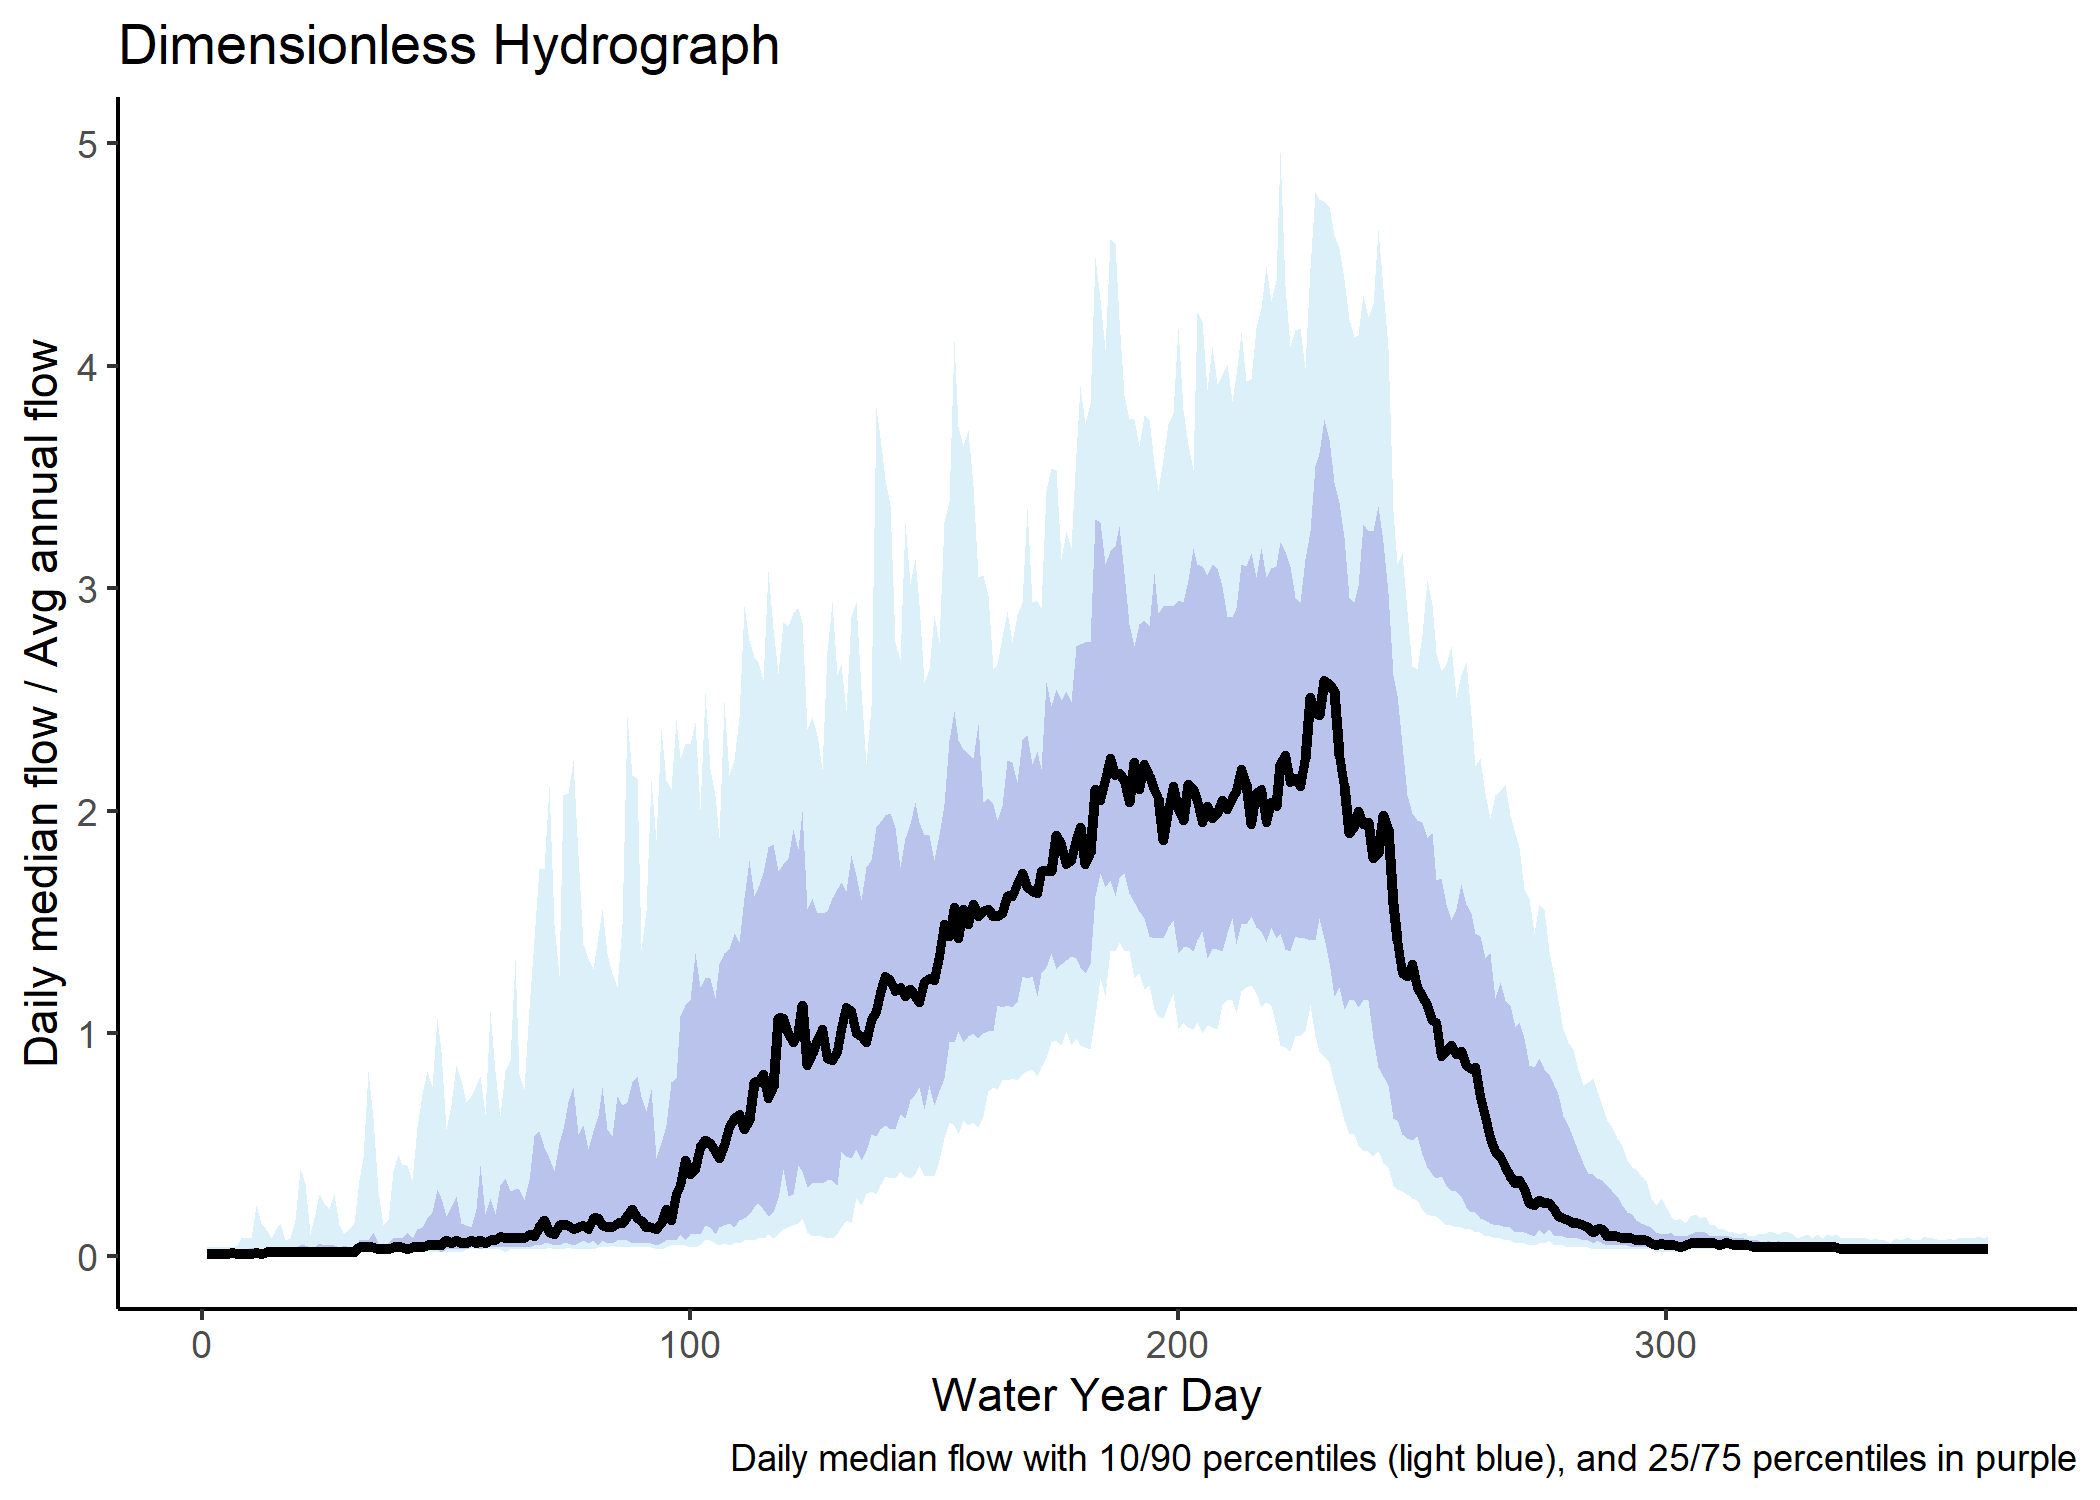 Dimensionless Hydrograph
5
4
3
2
1
0
Daily median flow / Avg annual flow
0 100 200 300
Water Year Day
Daily median flow with 10/90 percentiles (light blue), and 25/75 percentiles in purple